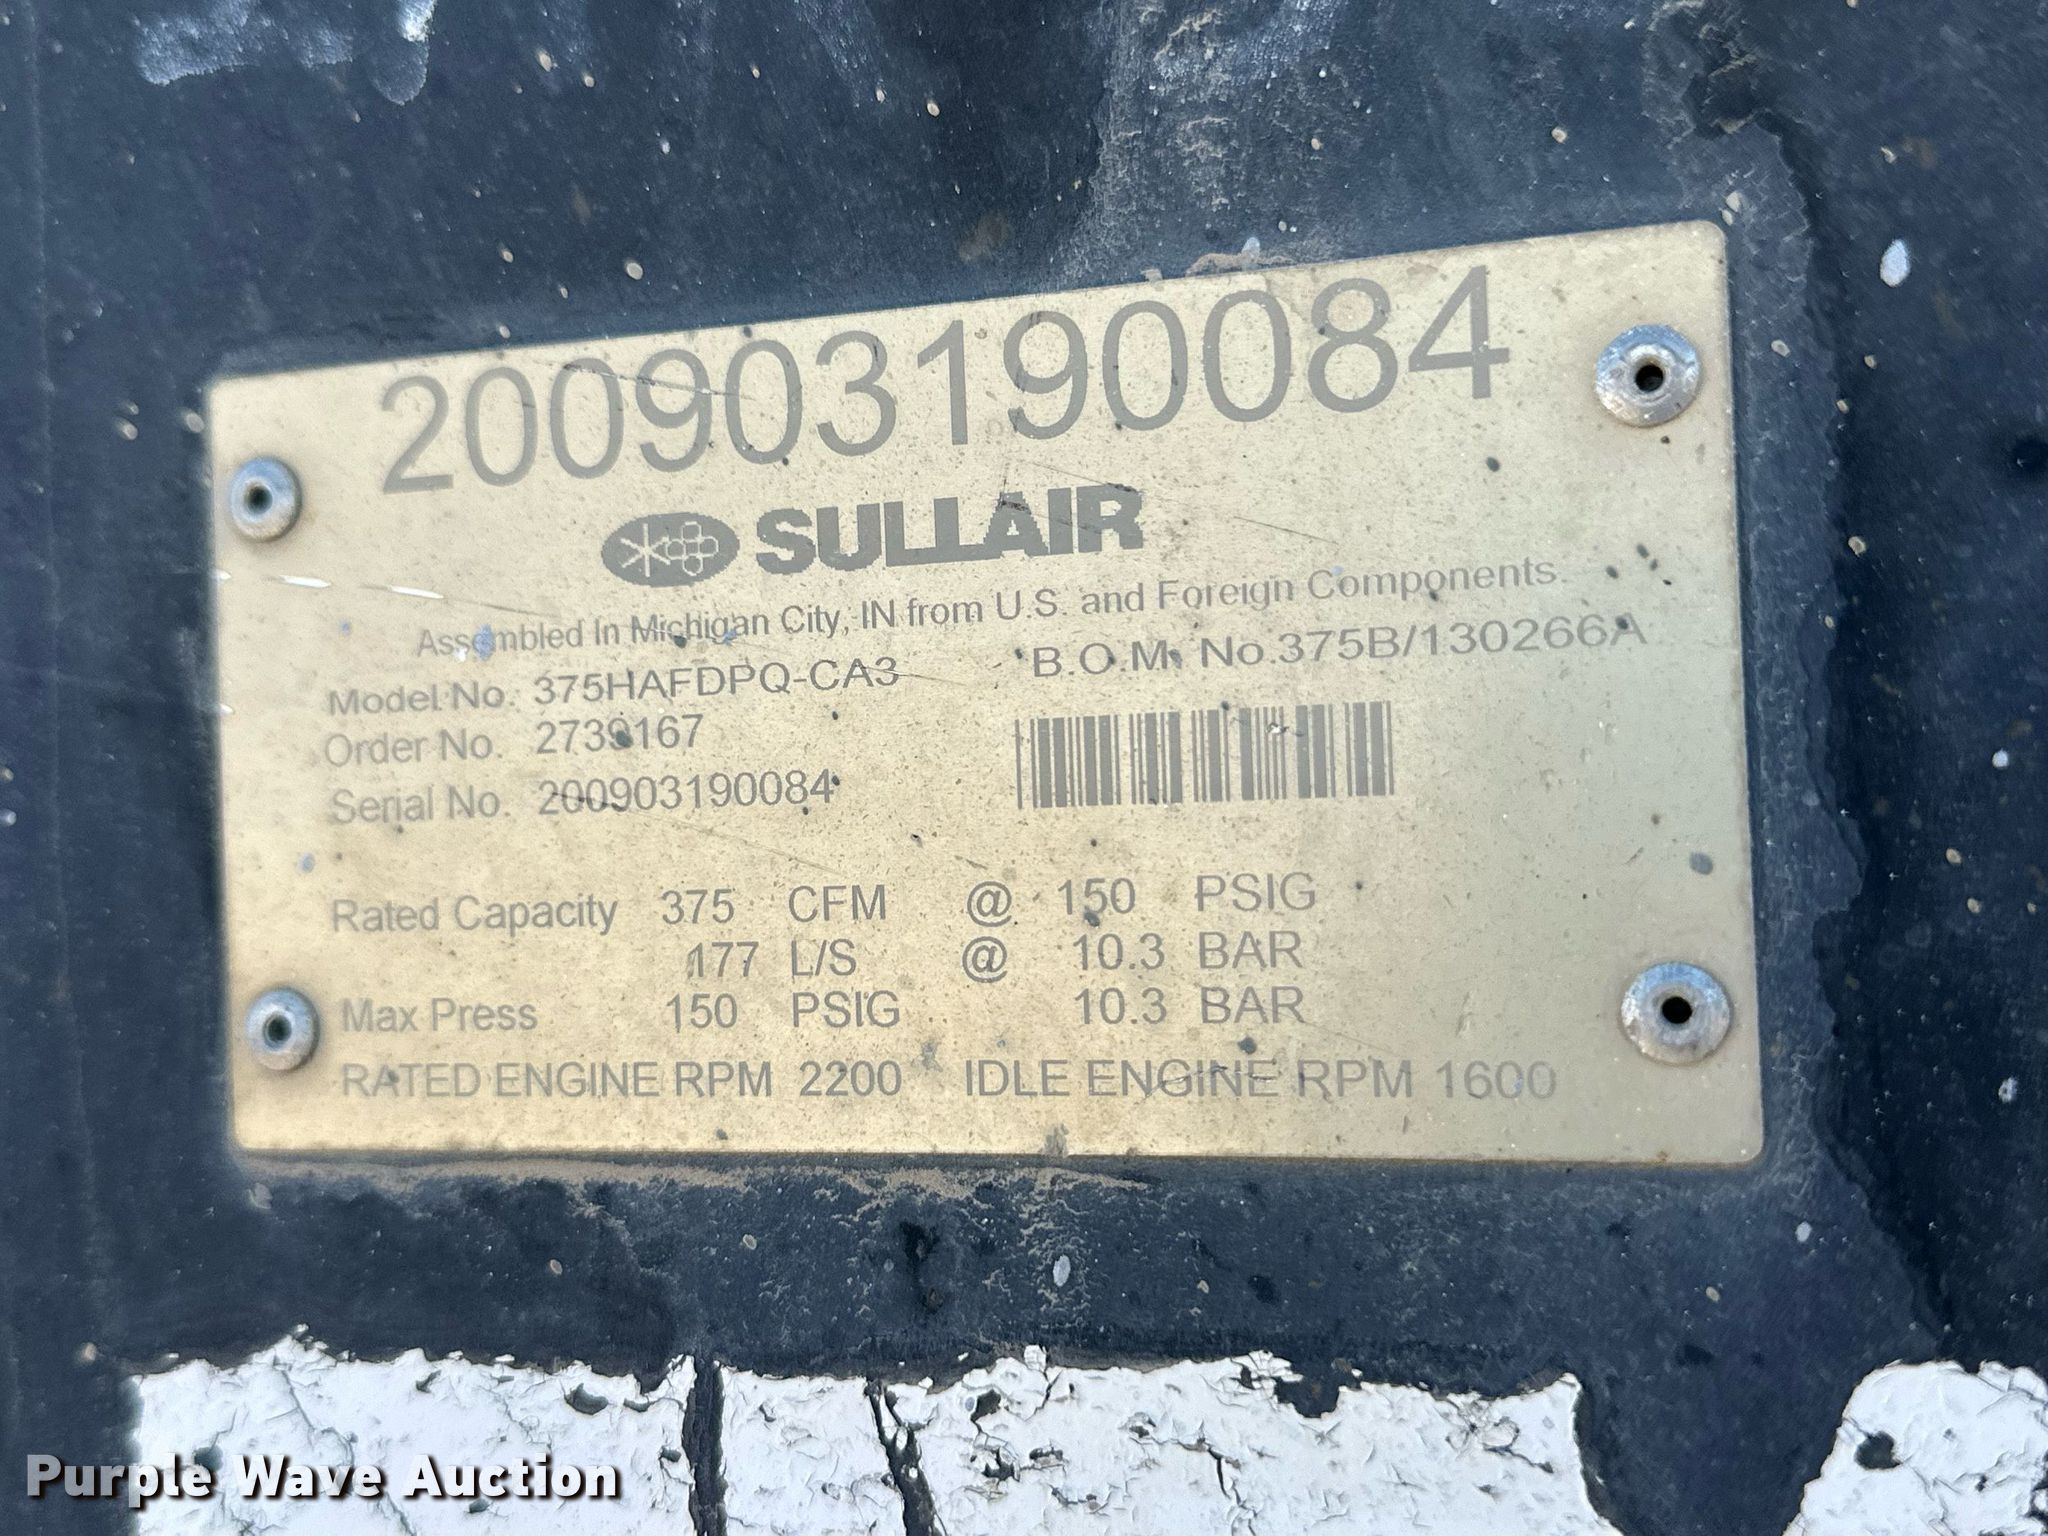 200903190084
SULLAIR
Assembled In Michigan City, IN from U.S. and Foreign Components.
Model No. 375HAFDPQ-CA3 B.O.M. No.375B/130266A
Order No. 2739167
Serial No. 200903190084
Rated Capacity 375 CFM @ 150 PSIG
177 L/S @ 10.3 BAR
Max Press 150 PSIG 10.3 BAR
RATED ENGINE RPM 2200 IDLE ENGINE RPM 1600
Purple Wave Auction